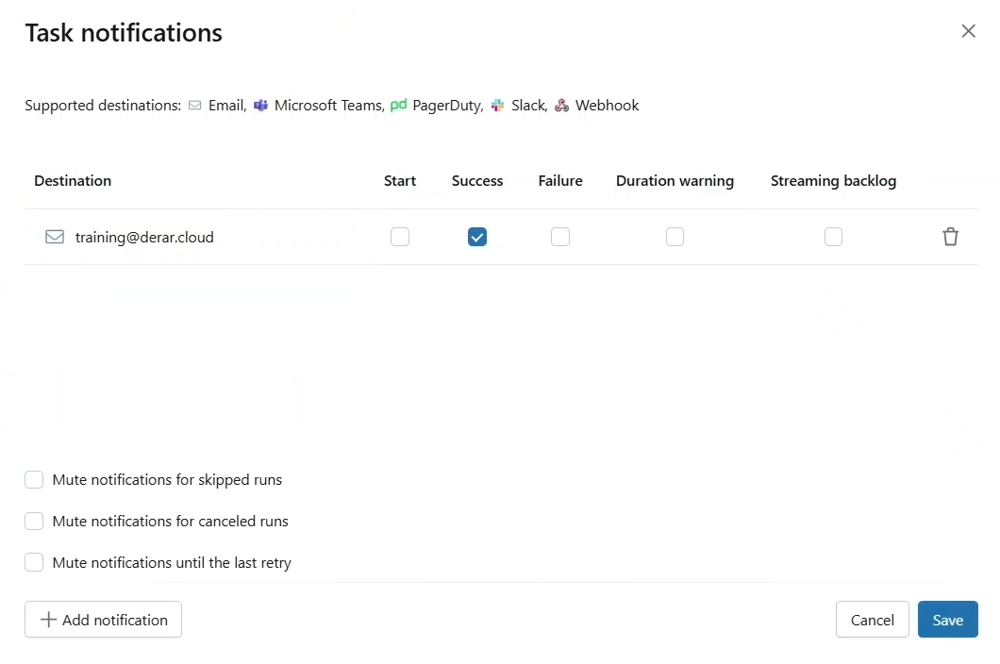 Task notifications
Supported destinations: Email, Microsoft Teams, pd PagerDuty, Slack, Webhook
Destination Start Success Failure Duration warning Streaming backlog
training@derar.cloud
Mute notifications for skipped runs
Mute notifications for canceled runs
Mute notifications until the last retry
Add notification Cancel Save